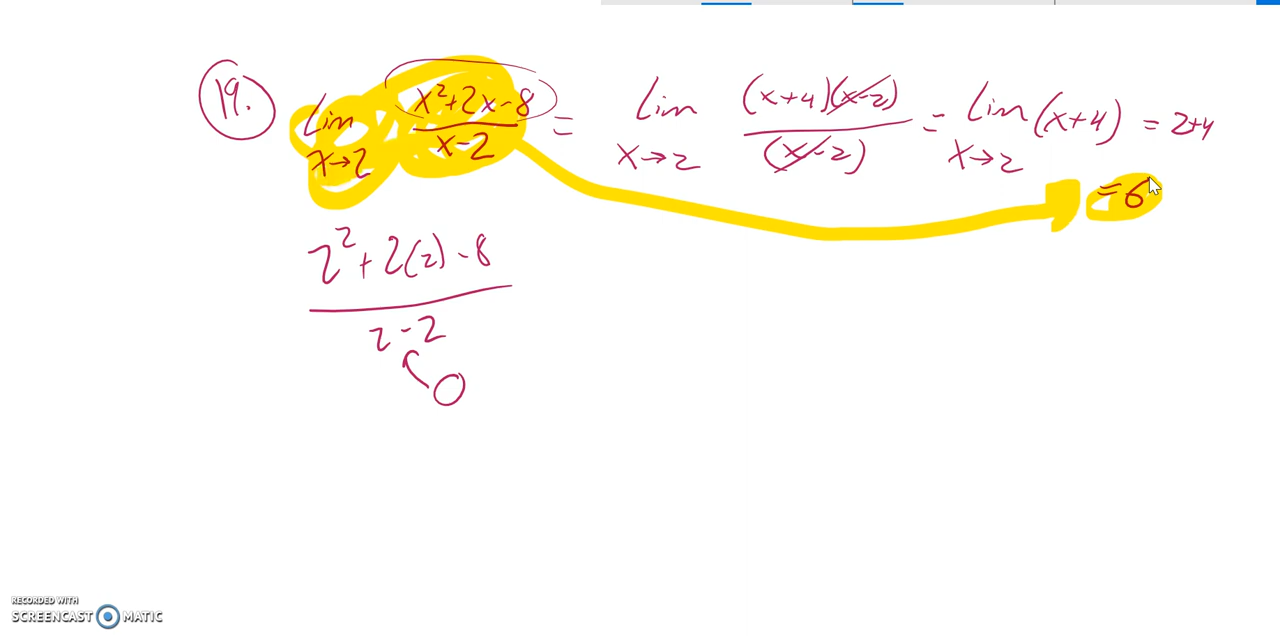 19. Lim x→2 x²+2x-8 / x-2 = Lim x→2 (x+4)(x-2) / (x-2) = Lim x→2 (x+4) = 2+4
= 6
2² + 2(2) - 8
2 - 2
0
RECORDED WITH
SCREENCAST MATIC